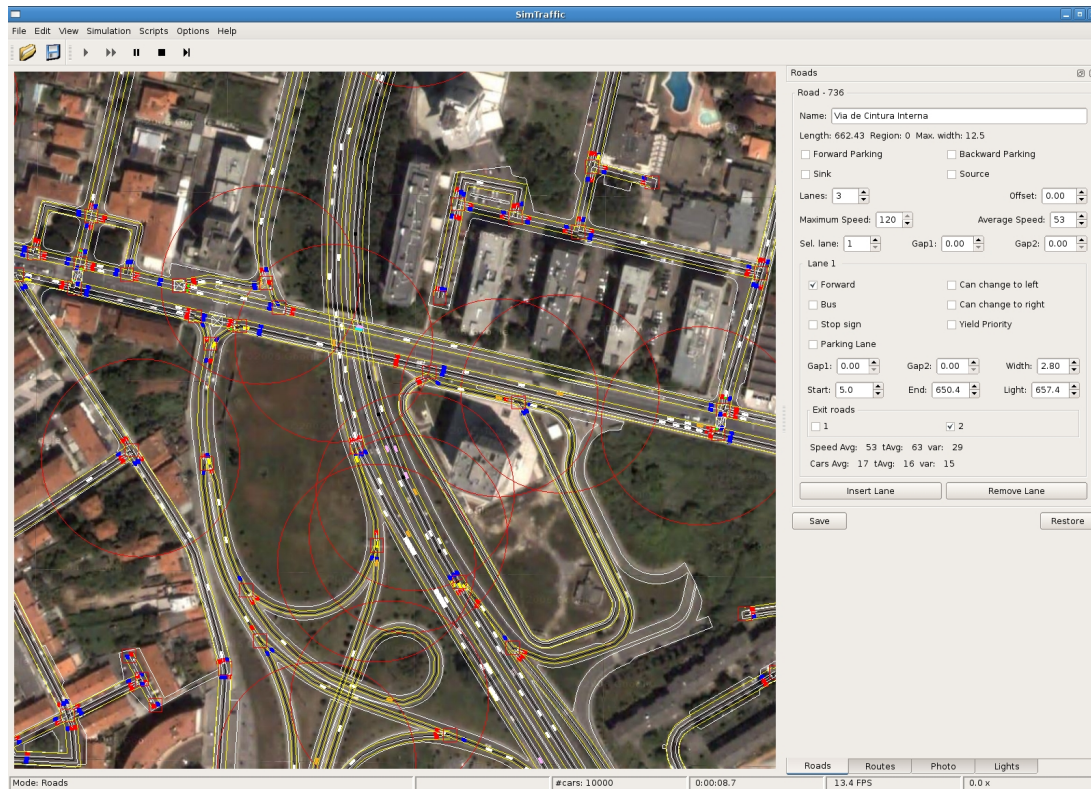 SimTraffic
File Edit View Simulation Scripts Options Help
Roads
Road - 736
Name: Via de Cintura Interna
Length: 662.43 Region: 0 Max. width: 12.5
Forward Parking Backward Parking
Sink Source
Lanes: 3 Offset: 0.00
Maximum Speed: 120 Average Speed: 53
Sel. lane: 1 Gap1: 0.00 Gap2: 0.00
Lane 1
Forward Can change to left
Bus Can change to right
Stop sign Yield Priority
Parking Lane
Gap1: 0.00 Gap2: 0.00 Width: 2.80
Start: 5.0 End: 650.4 Light: 657.4
Exit roads
1 2
Speed Avg: 53 tAvg: 63 var: 29
Cars Avg: 17 tAvg: 16 var: 15
Insert Lane Remove Lane
Save Restore
Roads Routes Photo Lights
Mode: Roads #cars: 10000 0:00:08.7 13.4 FPS 0.0 x